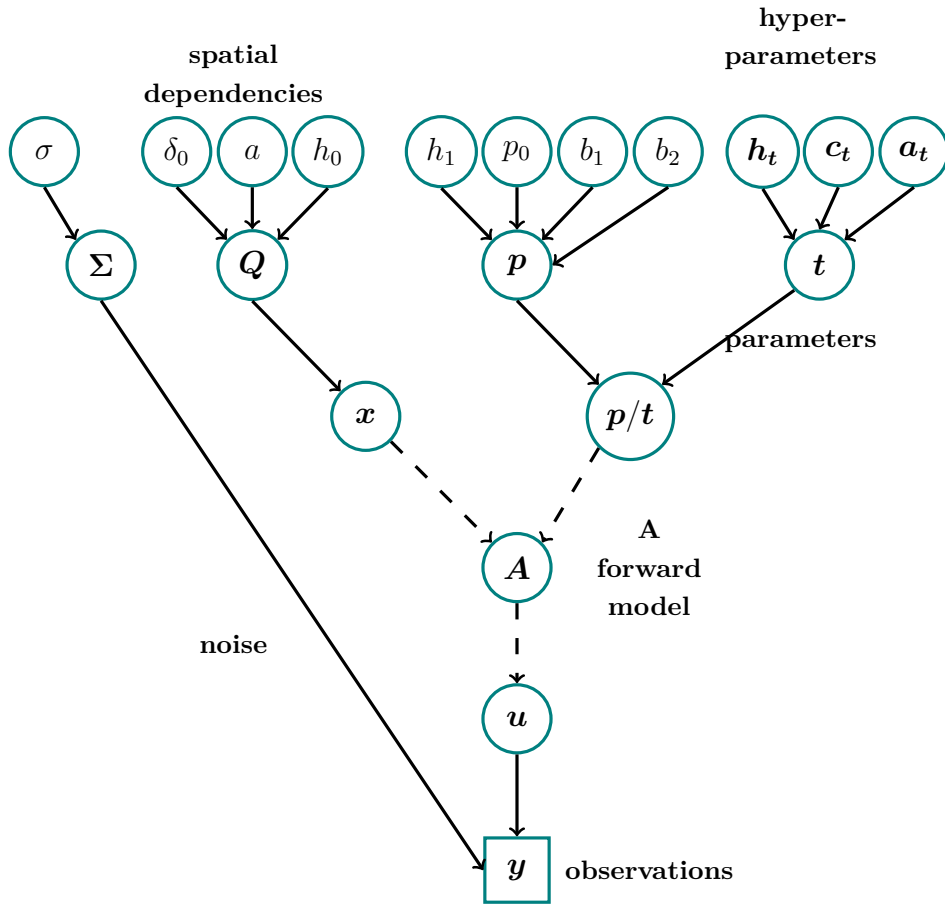 hyper-
parameters
spatial
dependencies
σ δ₀ a h₀ h₁ p₀ b₁ b₂ hₜ cₜ aₜ
Σ Q p t
parameters
x p/t
A
forward
model
A
noise
u
y observations